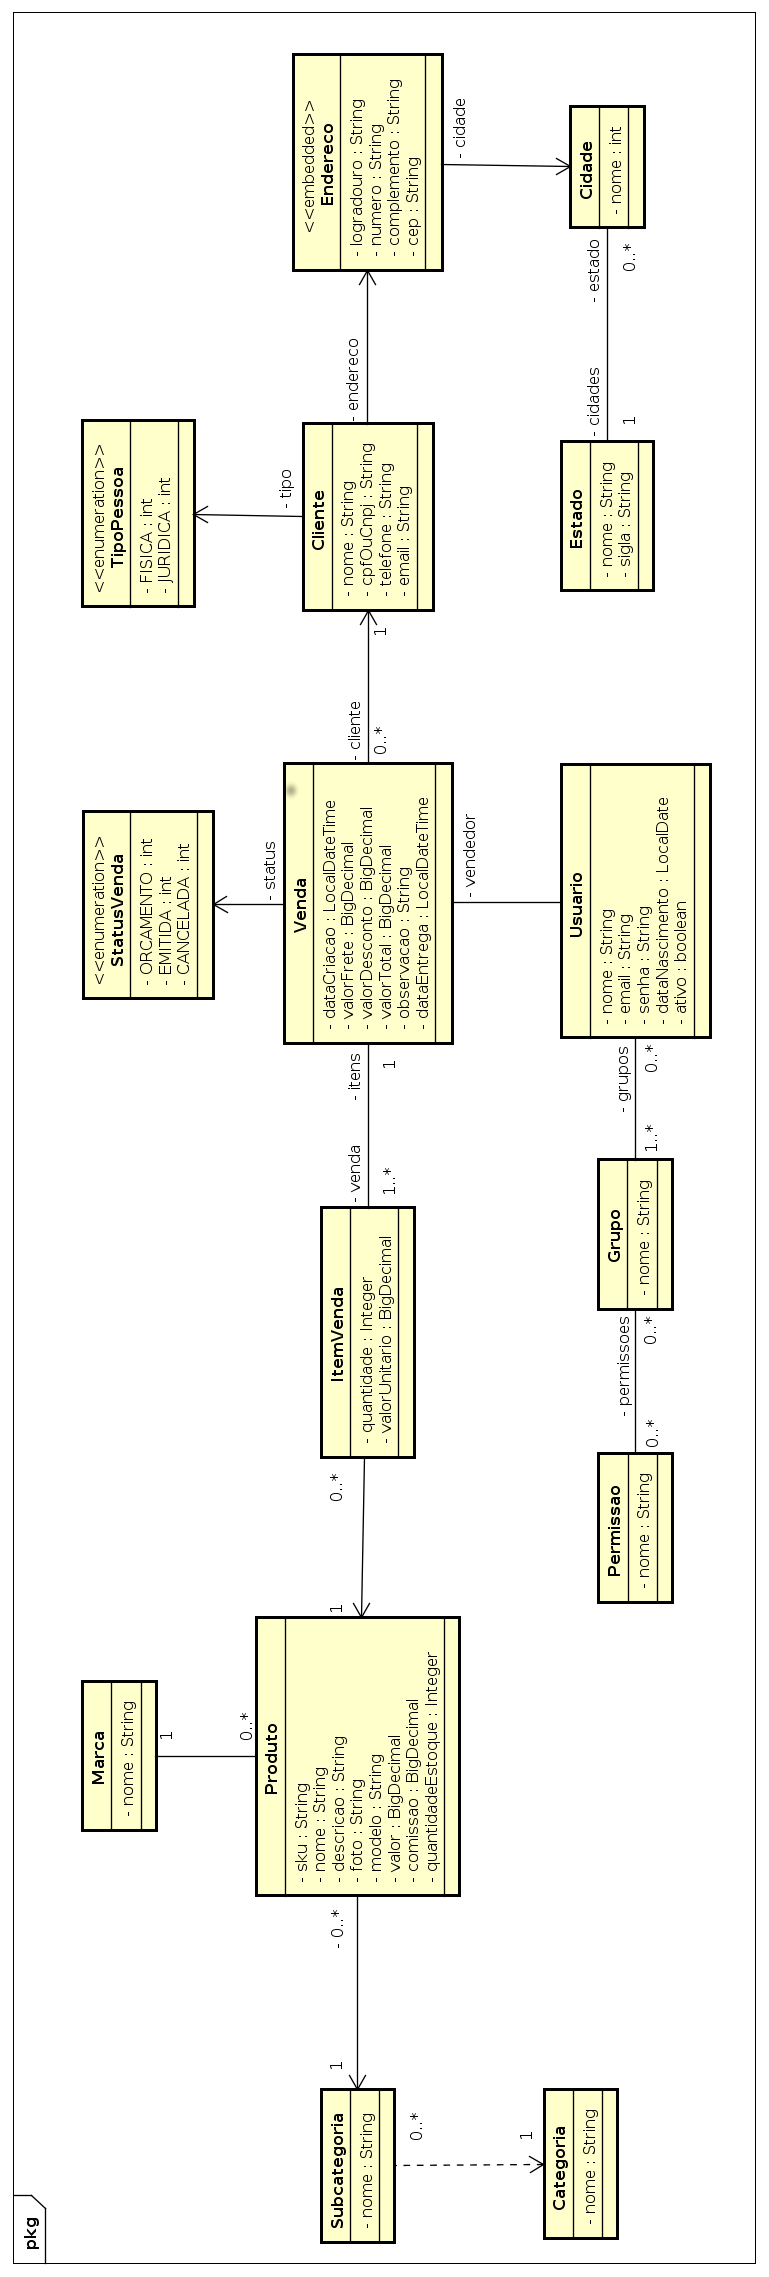 pkg
Subcategoria
- nome : String
0..*
1
Categoria
- nome : String
1
- 0..*
Marca
- nome : String
1
0..*
Produto
- sku : String
- nome : String
- descricao : String
- foto : String
- modelo : String
- valor : BigDecimal
- comissao : BigDecimal
- quantidadeEstoque : Integer
1
0..*
ItemVenda
- quantidade : Integer
- valorUnitario : BigDecimal
- venda
1..*
- itens
1
Permissao
- nome : String
0..*
- permissoes
0..*
Grupo
- nome : String
1..*
- grupos
0..*
<<enumeration>>
StatusVenda
- ORCAMENTO : int
- EMITIDA : int
- CANCELADA : int
- status
Venda
- dataCriacao : LocalDateTime
- valorFrete : BigDecimal
- valorDesconto : BigDecimal
- valorTotal : BigDecimal
- observacao : String
- dataEntrega : LocalDateTime
- vendedor
Usuario
- nome : String
- email : String
- senha : String
- dataNascimento : LocalDate
- ativo : boolean
- cliente
0..*
1
<<enumeration>>
TipoPessoa
- FISICA : int
- JURIDICA : int
- tipo
Cliente
- nome : String
- cpfOuCnpj : String
- telefone : String
- email : String
- endereco
Estado
- nome : String
- sigla : String
- cidades
1
- estado
0..*
<<embedded>>
Endereco
- logradouro : String
- numero : String
- complemento : String
- cep : String
- cidade
Cidade
- nome : int